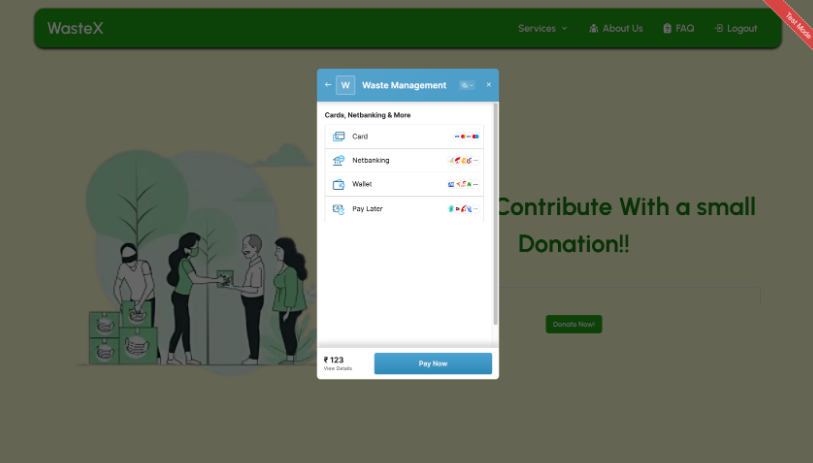 WasteX
Services
About Us
FAQ
Logout
Test Mode
W
Waste Management
Cards, Netbanking & More
Card
Netbanking
Wallet
Pay Later
Contribute With a small
Donation!!
Donate Now!
₹ 123
View Details
Pay Now